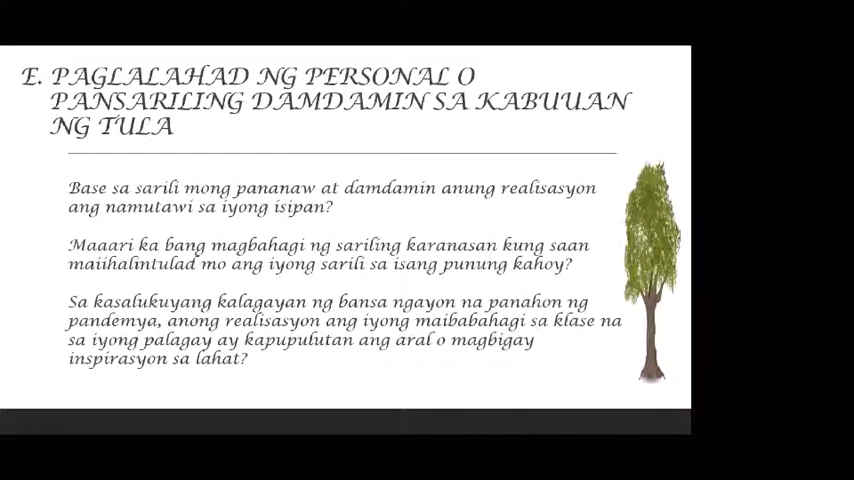 E. PAGLALAHAD NG PERSONAL O
PANSARILING DAMDAMIN SA KABUUAN
NG TULA
Base sa sarili mong pananaw at damdamin anung realisasyon
ang namutawi sa iyong isipan?
Maaari ka bang magbahagi ng sariling karanasan kung saan
maiihalintulad mo ang iyong sarili sa isang punung kahoy?
Sa kasalukuyang kalagayan ng bansa ngayon na panahon ng
pandemya, anong realisasyon ang iyong maibabahagi sa klase na
sa iyong palagay ay kapupulutan ang aral o magbigay
inspirasyon sa lahat?